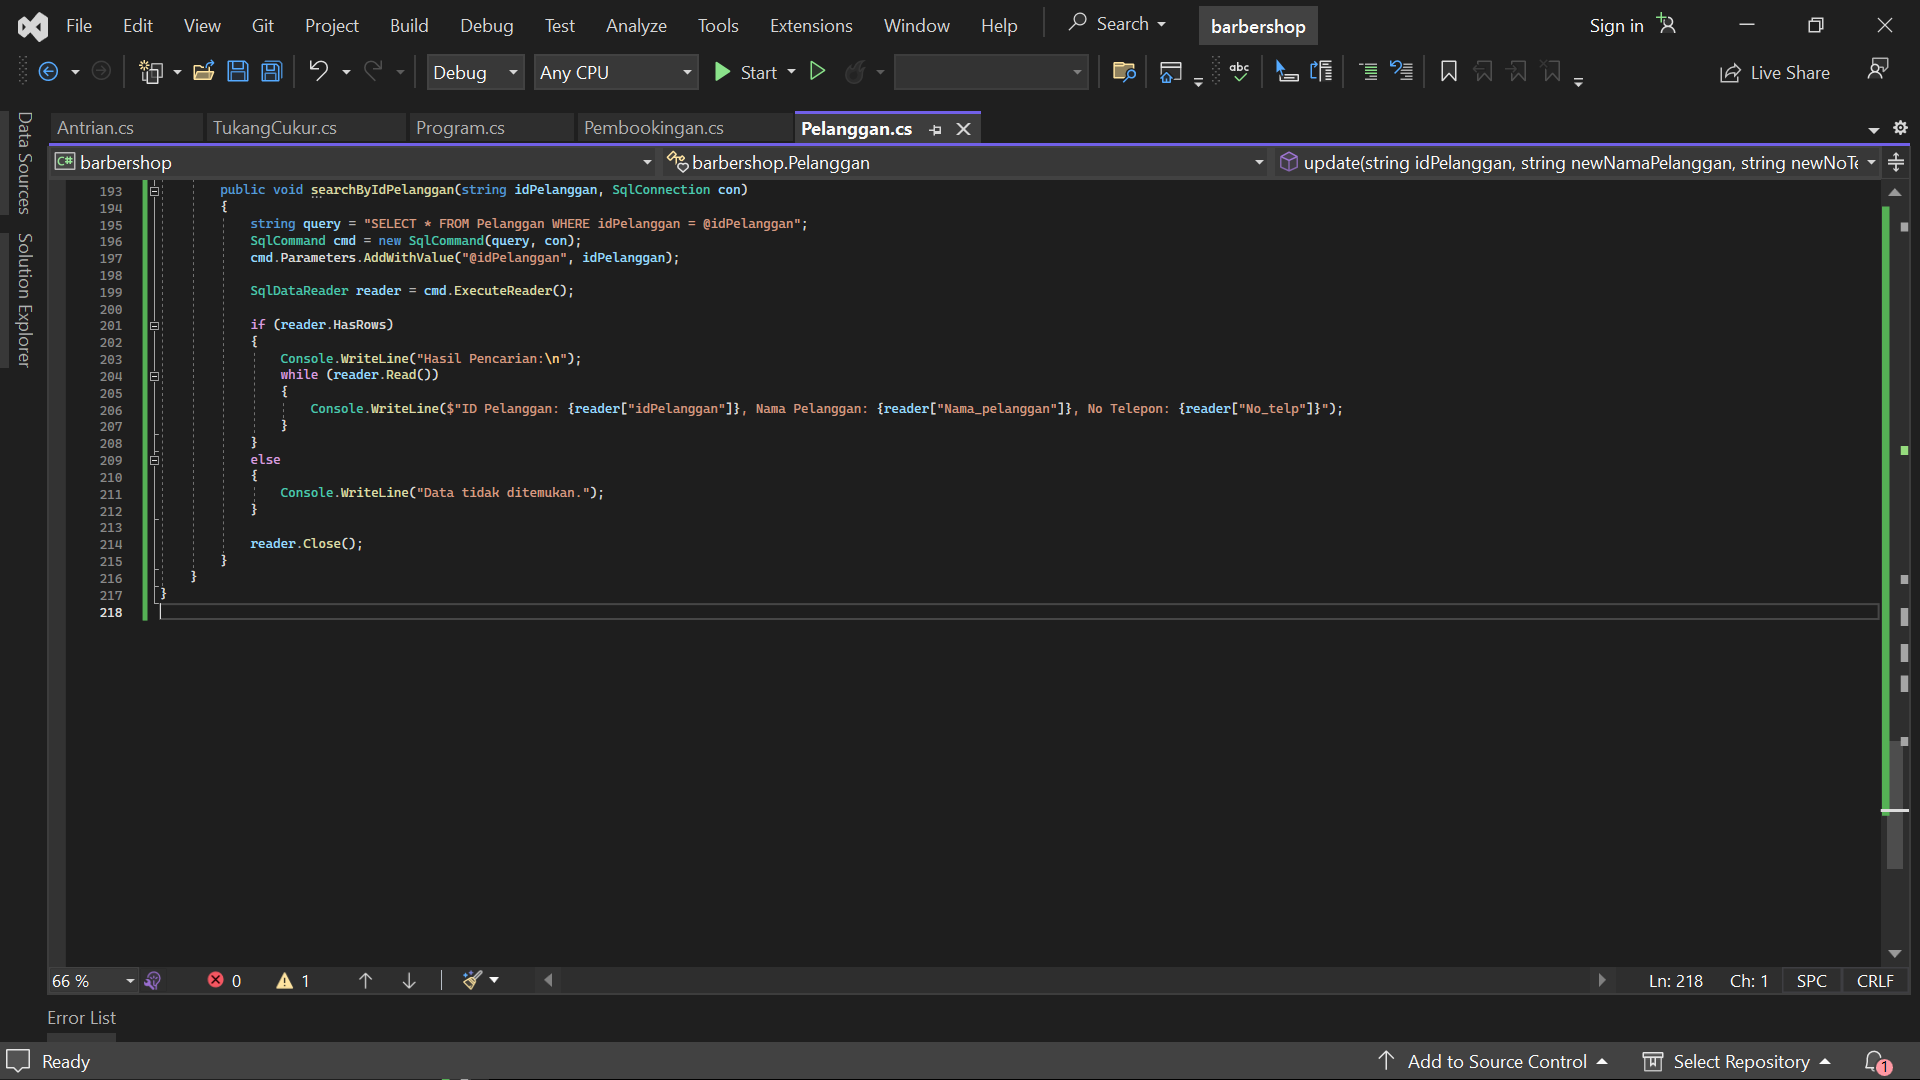 File Edit View Git Project Build Debug Test Analyze Tools Extensions Window Help Search barbershop Sign in
Debug Any CPU Start abc Live Share
Data Sources
Solution Explorer
Antrian.cs TukangCukur.cs Program.cs Pembookingan.cs Pelanggan.cs
C# barbershop barbershop.Pelanggan update(string idPelanggan, string newNamaPelanggan, string newNoTe
193 public void searchByIdPelanggan(string idPelanggan, SqlConnection con)
194 {
195 string query = "SELECT * FROM Pelanggan WHERE idPelanggan = @idPelanggan";
196 SqlCommand cmd = new SqlCommand(query, con);
197 cmd.Parameters.AddWithValue("@idPelanggan", idPelanggan);
198
199 SqlDataReader reader = cmd.ExecuteReader();
200
201 if (reader.HasRows)
202 {
203 Console.WriteLine("Hasil Pencarian:\n");
204 while (reader.Read())
205 {
206 Console.WriteLine($"ID Pelanggan: {reader["idPelanggan"]}, Nama Pelanggan: {reader["Nama_pelanggan"]}, No Telepon: {reader["No_telp"]}");
207 }
208 }
209 else
210 {
211 Console.WriteLine("Data tidak ditemukan.");
212 }
213
214 reader.Close();
215 }
216 }
217 }
218
66 % 0 1 Ln: 218 Ch: 1 SPC CRLF
Error List
Ready Add to Source Control Select Repository 1